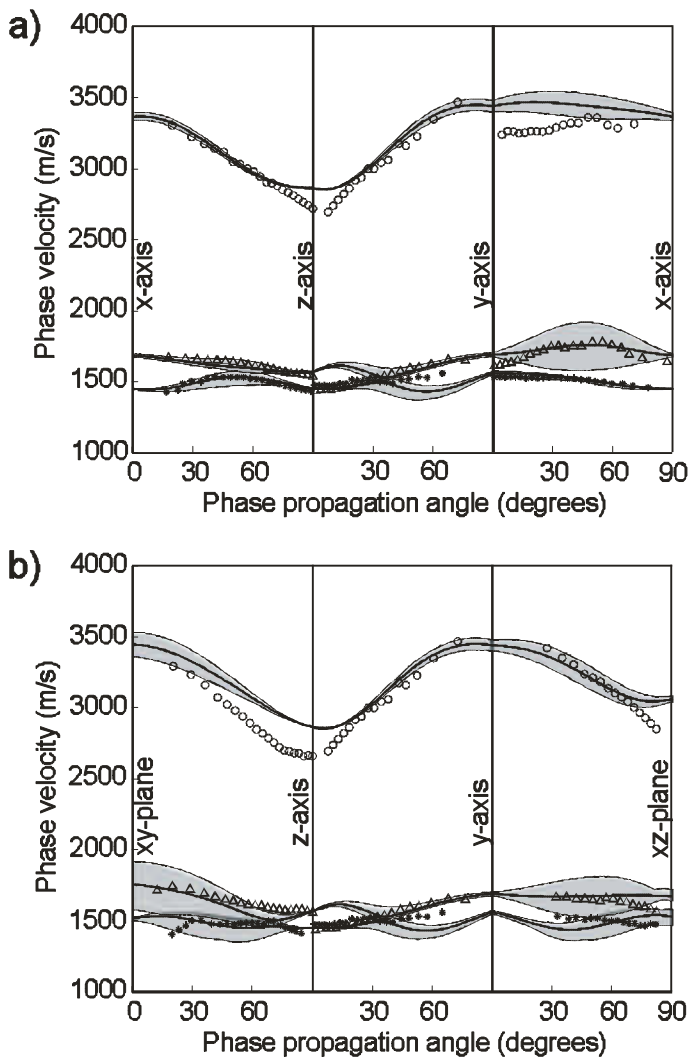 a)
4000
3500
3000
2500
2000
1500
1000
Phase velocity (m/s)
x-axis
z-axis
y-axis
x-axis
0 30 60 30 60 30 60 90
Phase propagation angle (degrees)
b)
4000
3500
3000
2500
2000
1500
1000
Phase velocity (m/s)
xy-plane
z-axis
y-axis
xz-plane
0 30 60 30 60 30 60 90
Phase propagation angle (degrees)